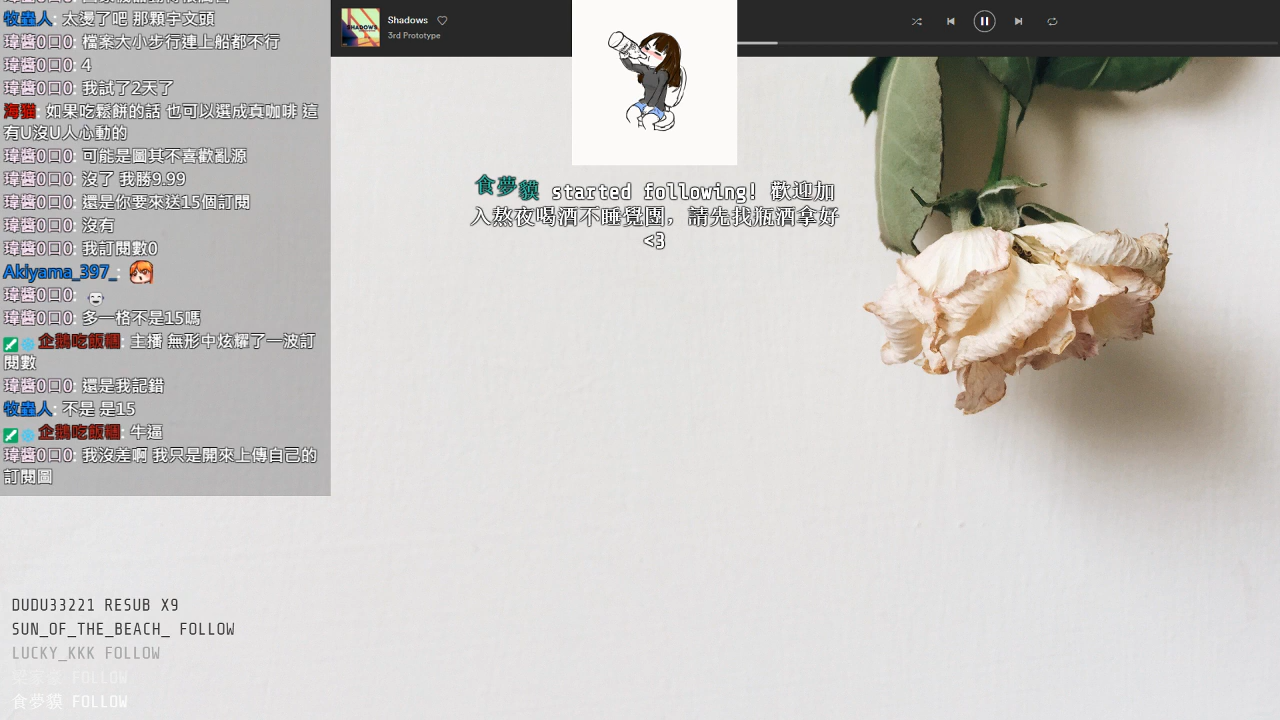 牧蟲人: 太燙了吧 那顆宇文頭
瑋醬0口0: 檔案大小步行連上船都不行
瑋醬0口0: 4
瑋醬0口0: 我試了2天了
海猫: 如果吃鬆餅的話 也可以選成真咖啡 這
有U沒U人心動的
瑋醬0口0: 可能是圖其不喜歡亂源
瑋醬0口0: 沒了 我勝9.99
瑋醬0口0: 還是你要來送15個訂閱
瑋醬0口0: 沒有
瑋醬0口0: 我訂閱數0
Akiyama_397_:
瑋醬0口0:
瑋醬0口0: 多一格不是15嗎
企鵝吃飯糰: 主播 無形中炫耀了一波訂
閱數
瑋醬0口0: 還是我記錯
牧蟲人: 不是 是15
企鵝吃飯糰: 牛逼
瑋醬0口0: 我沒差啊 我只是開來上傳自己的
訂閱圖
Shadows
3rd Prototype
SHADOWS
食夢貘 started following! 歡迎加
入熬夜喝酒不睡覺團, 請先找瓶酒拿好
<3
DUDU33221 RESUB X9
SUN_OF_THE_BEACH_ FOLLOW
LUCKY_KKK FOLLOW
FOLLOW
食夢貘 FOLLOW